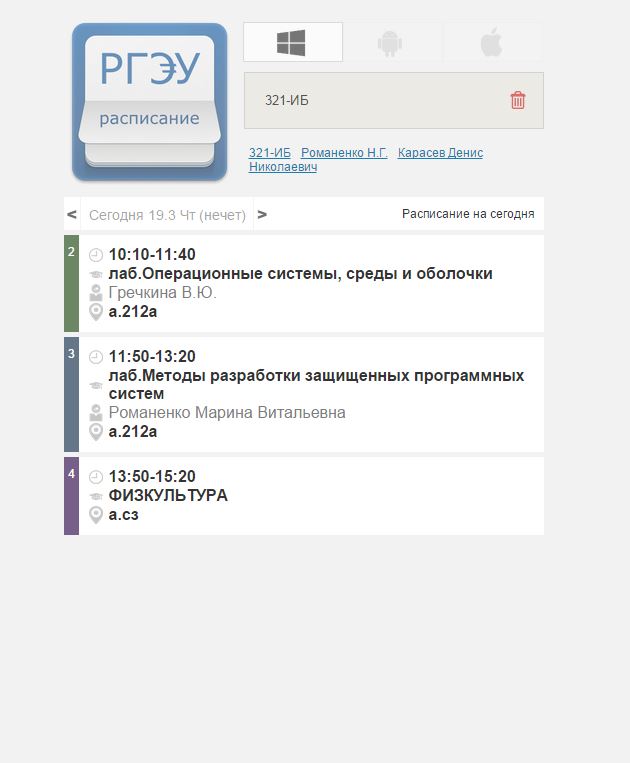 РГЭУ
расписание
321-ИБ
321-ИБ Романенко Н.Г. Карасев Денис
Николаевич
< Сегодня 19.3 Чт (нечет) > Расписание на сегодня
2
10:10-11:40
лаб.Операционные системы, среды и оболочки
Гречкина В.Ю.
а.212а
3
11:50-13:20
лаб.Методы разработки защищенных программных
систем
Романенко Марина Витальевна
а.212а
4
13:50-15:20
ФИЗКУЛЬТУРА
а.сз